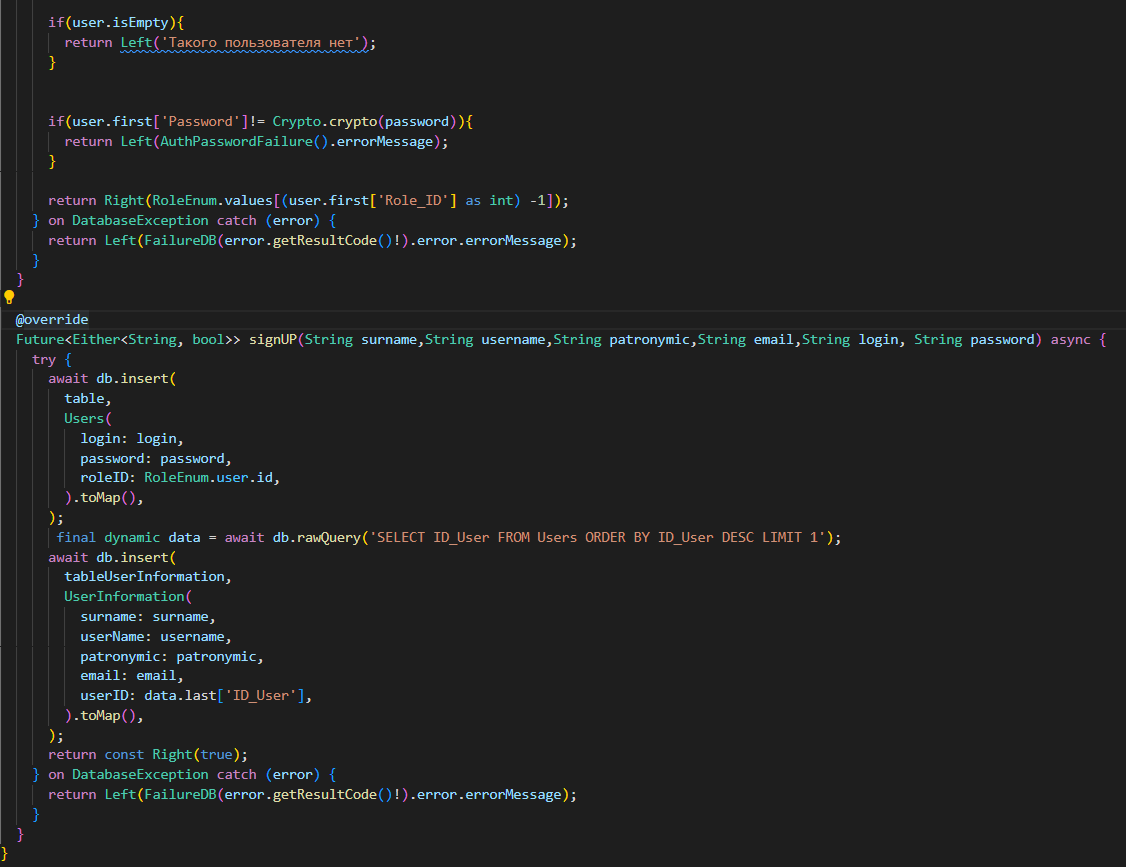 if(user.isEmpty){
return Left('Такого пользователя нет');
}
if(user.first['Password']!= Crypto.crypto(password)){
return Left(AuthPasswordFailure().errorMessage);
}
return Right(RoleEnum.values[(user.first['Role_ID'] as int) -1]);
} on DatabaseException catch (error) {
return Left(FailureDB(error.getResultCode()!).error.errorMessage);
}
}
@override
Future<Either<String, bool>> signUP(String surname,String username,String patronymic,String email,String login, String password) async {
try {
await db.insert(
table,
Users(
login: login,
password: password,
roleID: RoleEnum.user.id,
).toMap(),
);
final dynamic data = await db.rawQuery('SELECT ID_User FROM Users ORDER BY ID_User DESC LIMIT 1');
await db.insert(
tableUserInformation,
UserInformation(
surname: surname,
userName: username,
patronymic: patronymic,
email: email,
userID: data.last['ID_User'],
).toMap(),
);
return const Right(true);
} on DatabaseException catch (error) {
return Left(FailureDB(error.getResultCode()!).error.errorMessage);
}
}
}